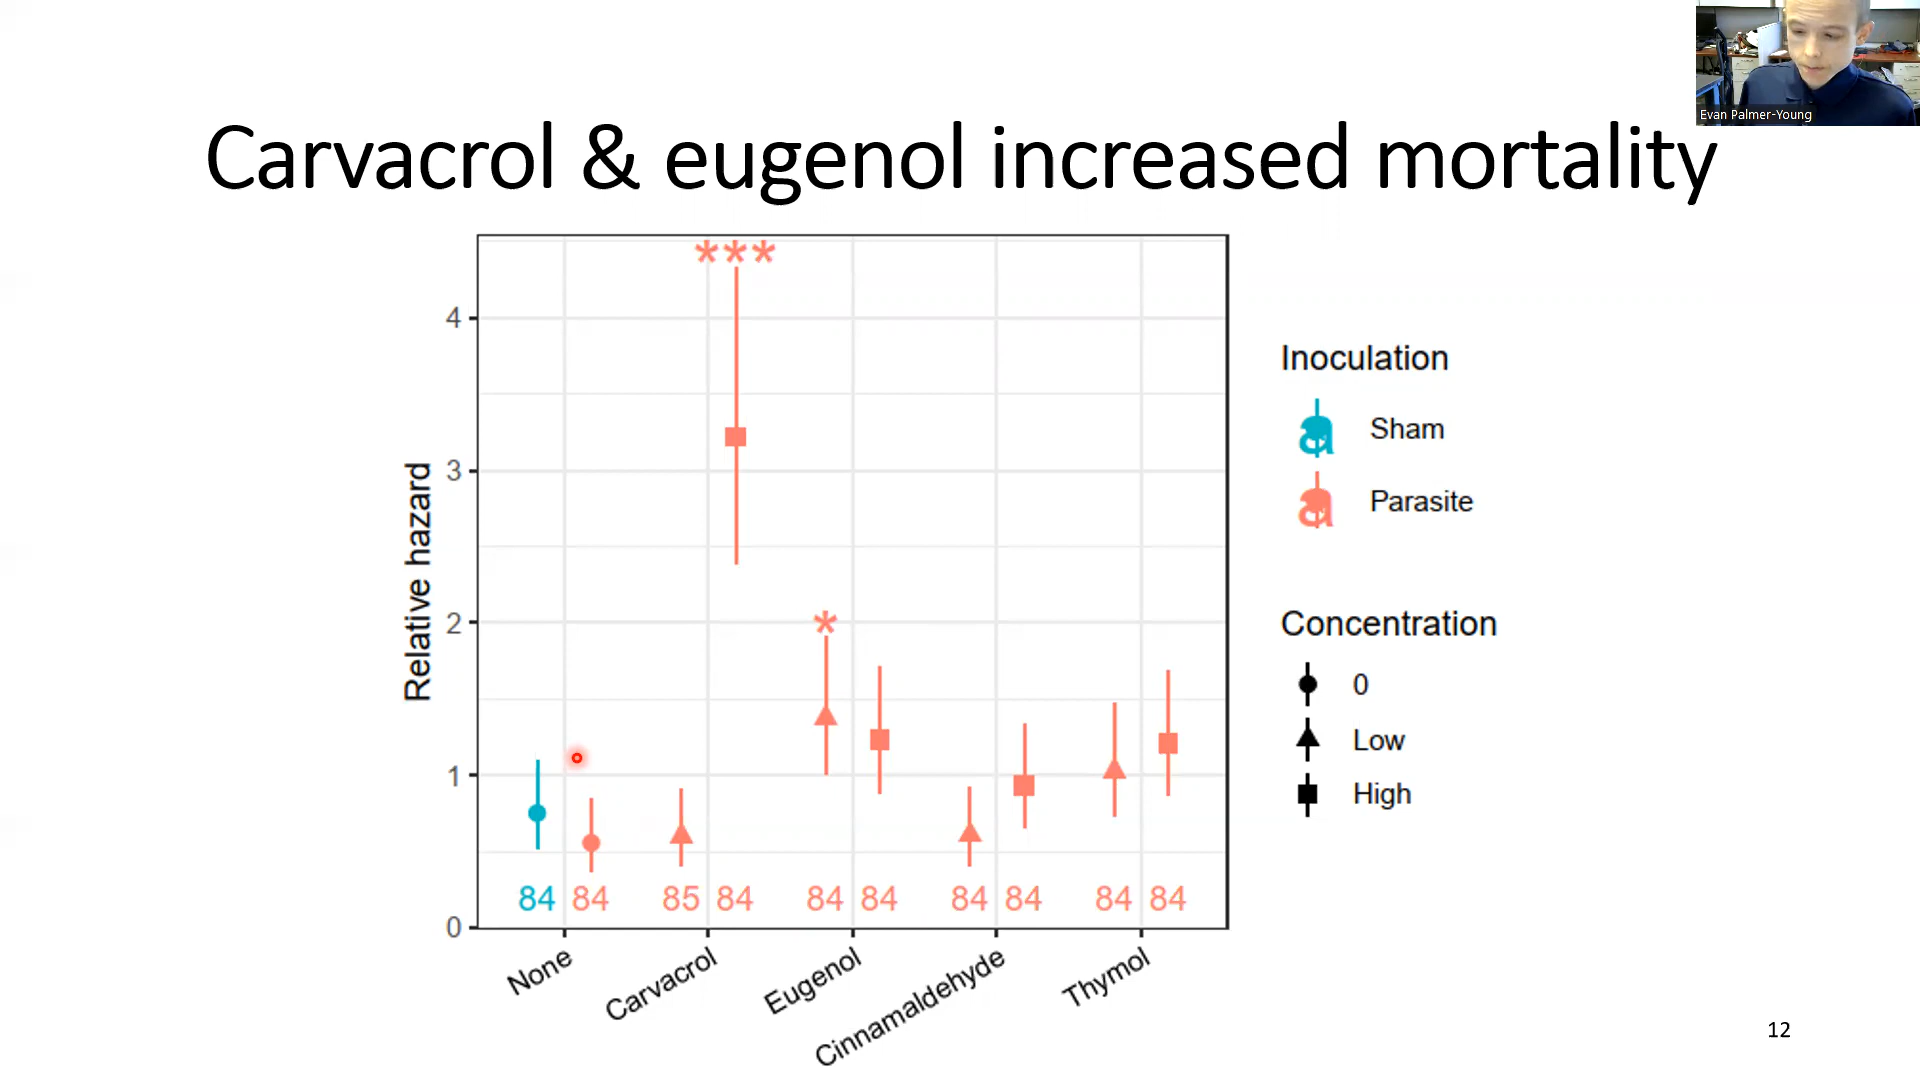 Evan Palmer-Young
Carvacrol & eugenol increased mortality
***
4
3
2
1
0
Relative hazard
*
84 84 85 84 84 84 84 84 84 84
None
Carvacrol
Eugenol
Cinnamaldehyde
Thymol
Inoculation
a Sham
a Parasite
Concentration
0
Low
High
12